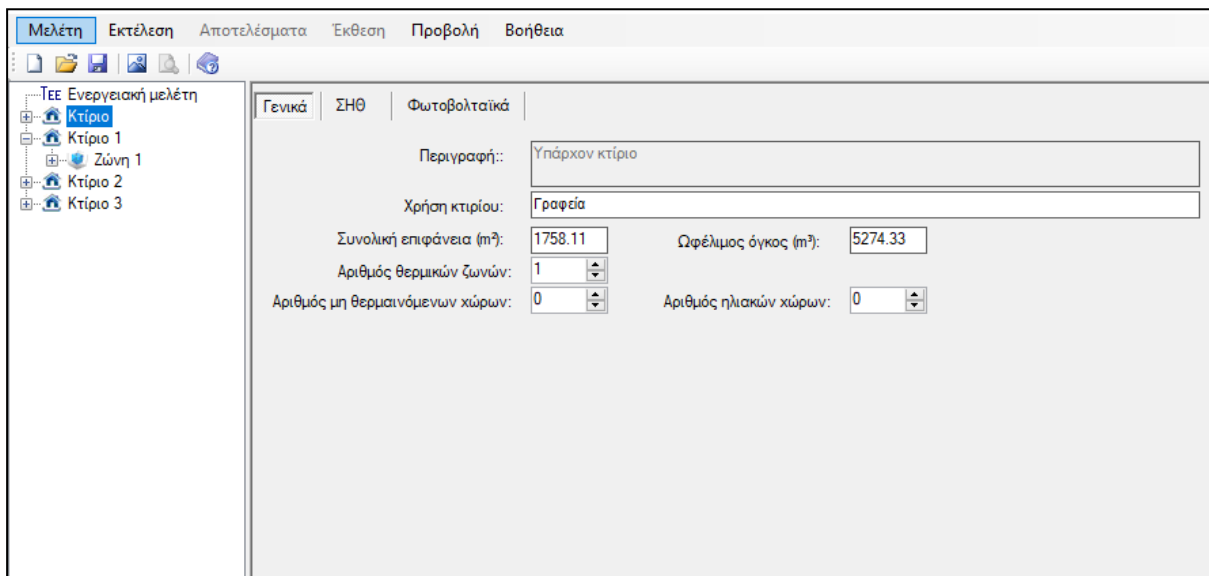 Μελέτη Εκτέλεση Αποτελέσματα Έκθεση Προβολή Βοήθεια
ΤΕΕ Ενεργειακή μελέτη
Κτίριο
Κτίριο 1
Ζώνη 1
Κτίριο 2
Κτίριο 3
Γενικά ΣΗΘ Φωτοβολταϊκά
Περιγραφή:: Υπάρχον κτίριο
Χρήση κτιρίου: Γραφεία
Συνολική επιφάνεια (m²): 1758.11 Ωφέλιμος όγκος (m³): 5274.33
Αριθμός θερμικών ζωνών: 1
Αριθμός μη θερμαινόμενων χώρων: 0 Αριθμός ηλιακών χώρων: 0